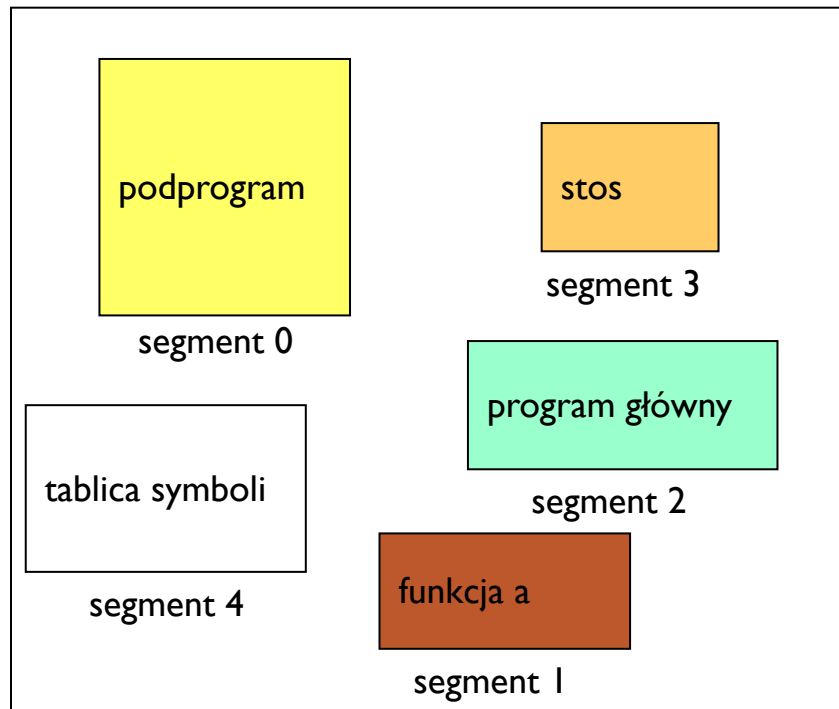 podprogram
segment 0
stos
segment 3
program główny
segment 2
tablica symboli
segment 4
funkcja a
segment 1